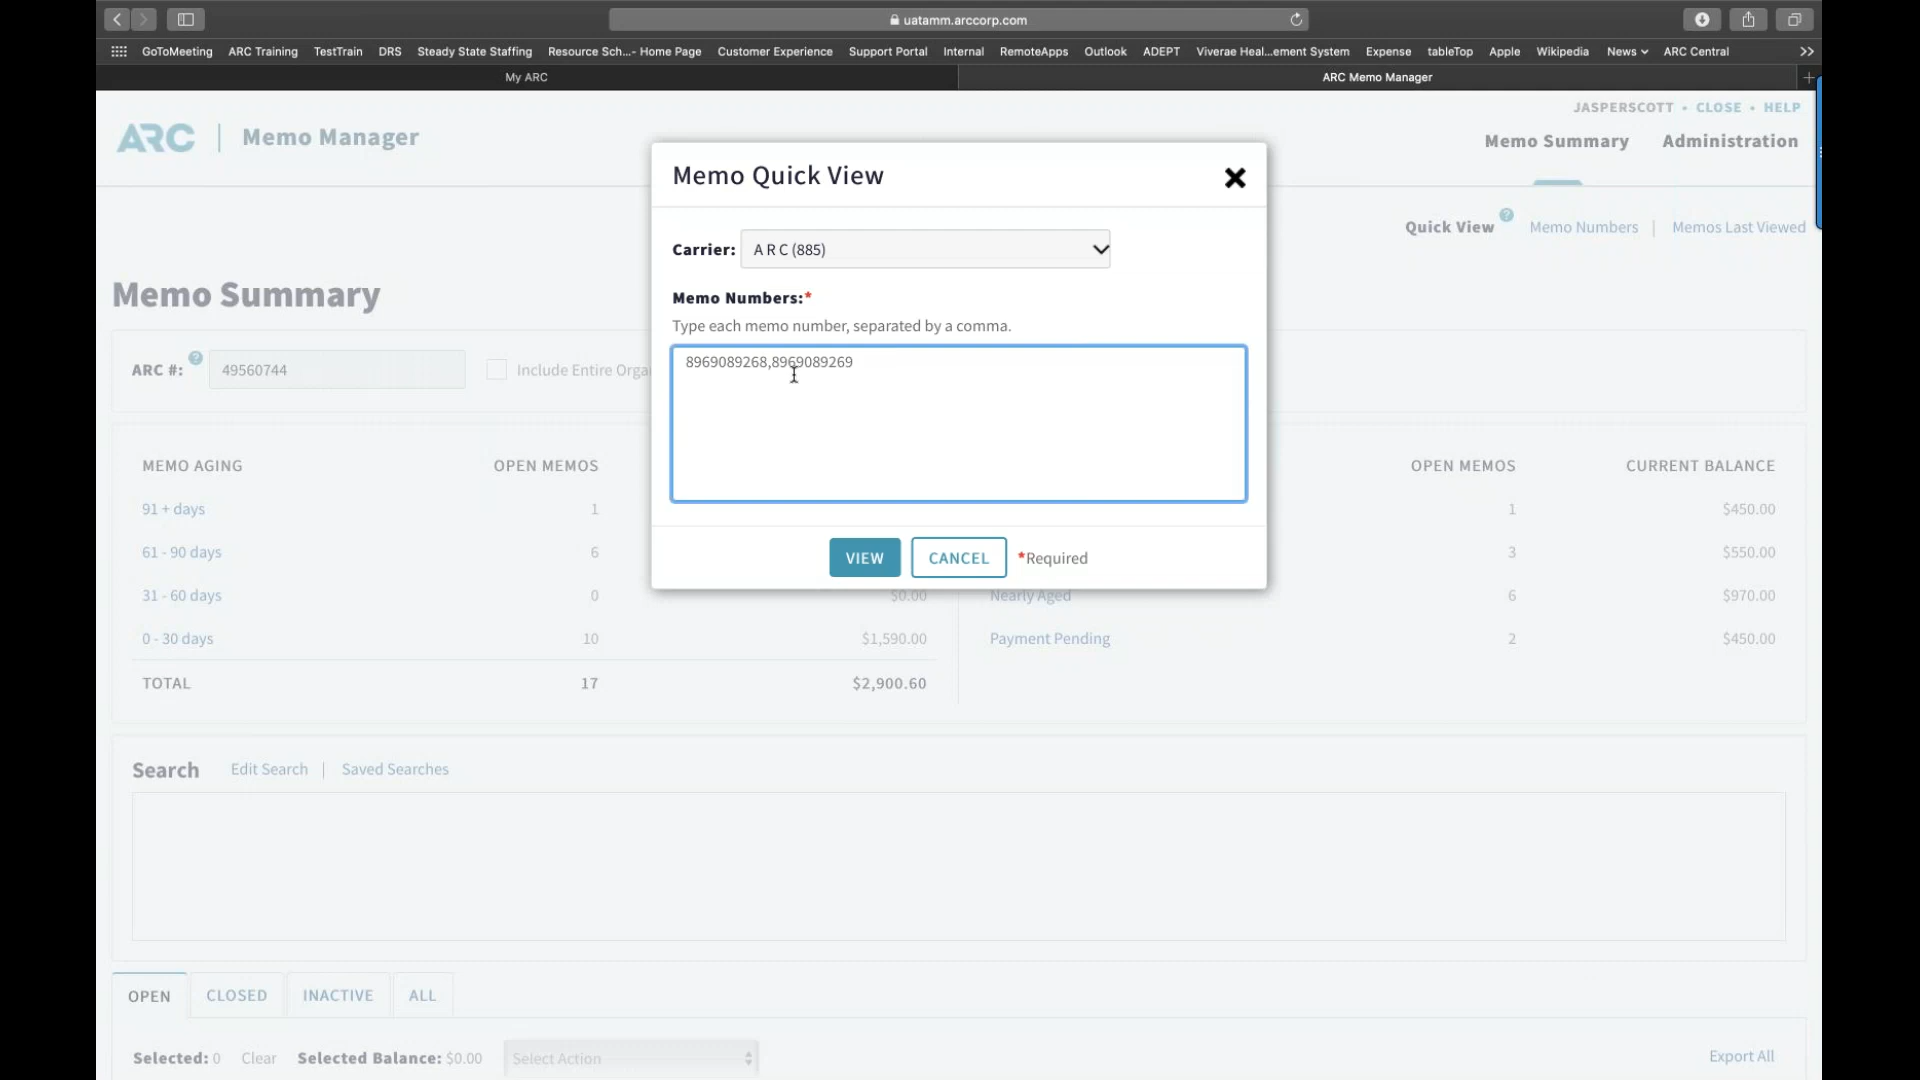 uatamm.arccorp.com
GoToMeeting ARC Training TestTrain DRS Steady State Staffing Resource Sch...- Home Page Customer Experience Support Portal Internal RemoteApps Outlook ADEPT Viverae Heal...ement System Expense tableTop Apple Wikipedia News ARC Central
My ARC ARC Memo Manager
JASPERSCOTT • CLOSE • HELP
ARC | Memo Manager
Memo Summary Administration
Quick View ? Memo Numbers | Memos Last Viewed
Memo Summary
ARC #: ? 49560744 Include Entire Orga
MEMO AGING OPEN MEMOS OPEN MEMOS CURRENT BALANCE
91 + days 1 1 $450.00
61 - 90 days 6 3 $550.00
31 - 60 days 0 $0.00 Nearly Aged 6 $970.00
0 - 30 days 10 $1,590.00 Payment Pending 2 $450.00
TOTAL 17 $2,900.60
Memo Quick View
Carrier: A R C (885)
Memo Numbers:*
Type each memo number, separated by a comma.
8969089268,8969089269
VIEW CANCEL *Required
Search Edit Search | Saved Searches
OPEN CLOSED INACTIVE ALL
Selected: 0 Clear Selected Balance: $0.00 Select Action Export All